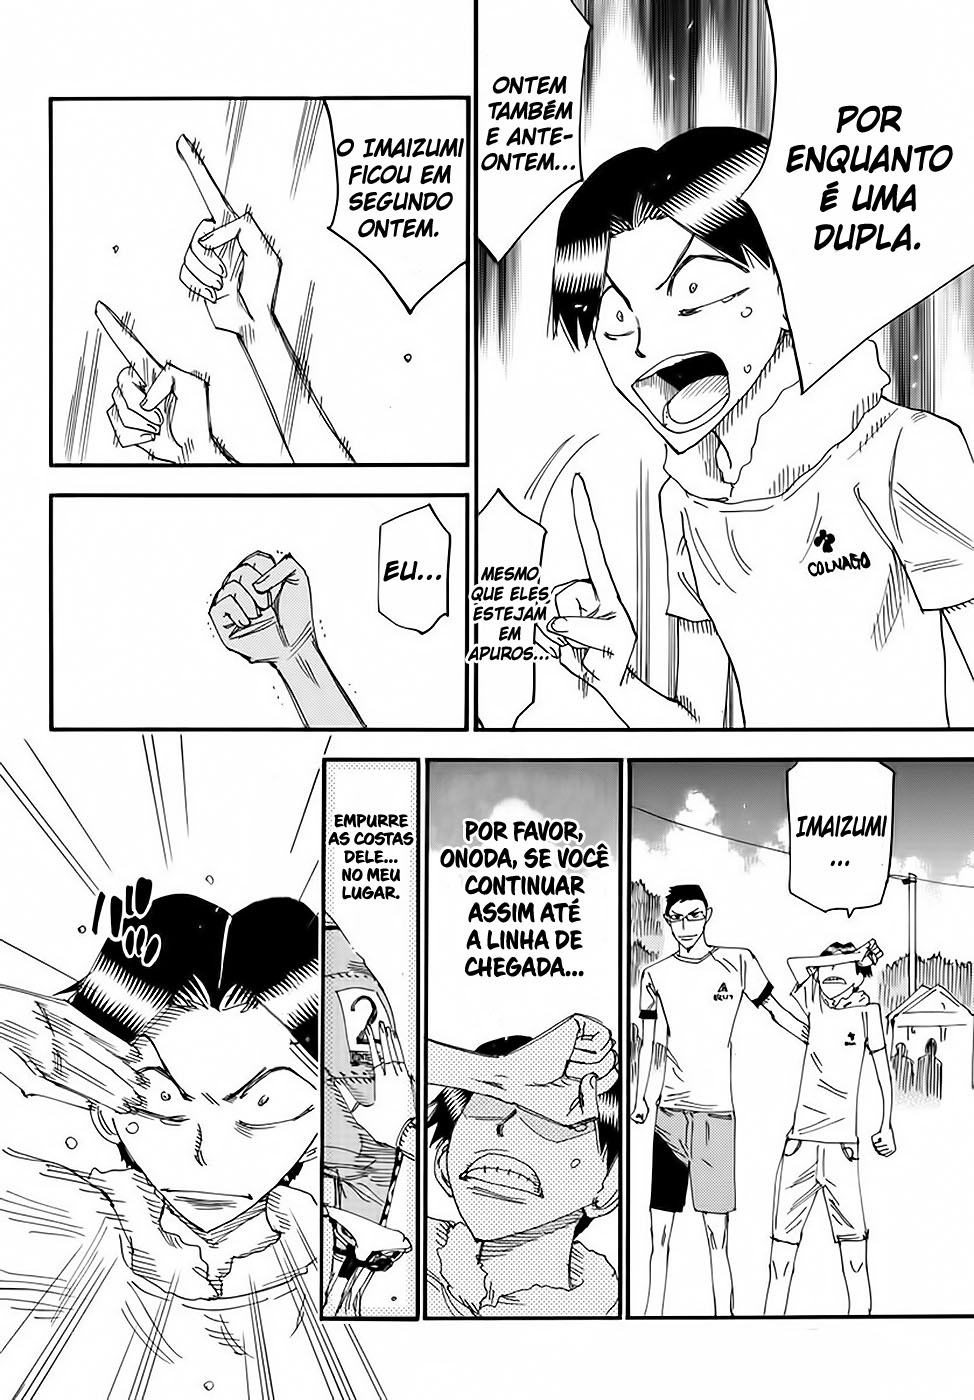 POR
ENQUANTO
É UMA
DUPLA.
ONTEM
TAMBÉM
E ANTE-
ONTEM...
COLNAGO
MESMO
QUE ELES
ESTEJAM
EM
APUROS...
O IMAIZUMI
FICOU EM
SEGUNDO
ONTEM.
EU...
IMAIZUMI
...
POR FAVOR,
ONODA, SE VOCÊ
CONTINUAR
ASSIM ATÉ
A LINHA DE
CHEGADA...
EMPURRE
AS COSTAS
DELE...
NO MEU
LUGAR.
2